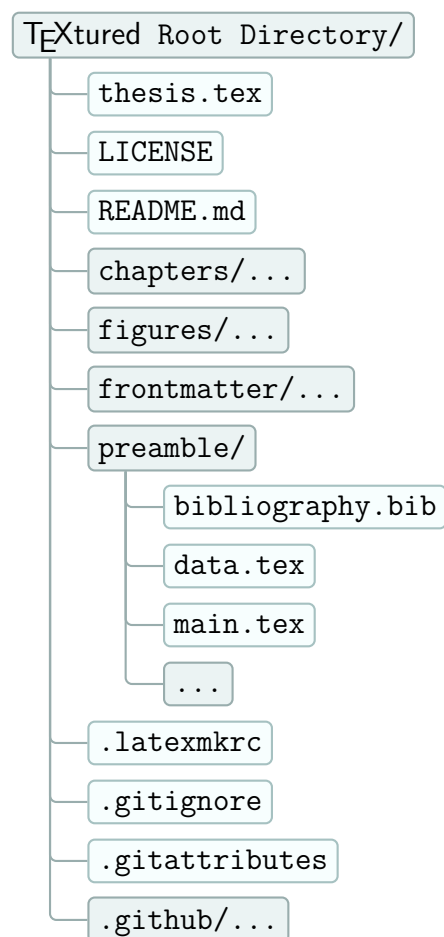 TEXtured Root Directory/
thesis.tex
LICENSE
README.md
chapters/...
figures/...
frontmatter/...
preamble/
bibliography.bib
data.tex
main.tex
...
.latexmkrc
.gitignore
.gitattributes
.github/...